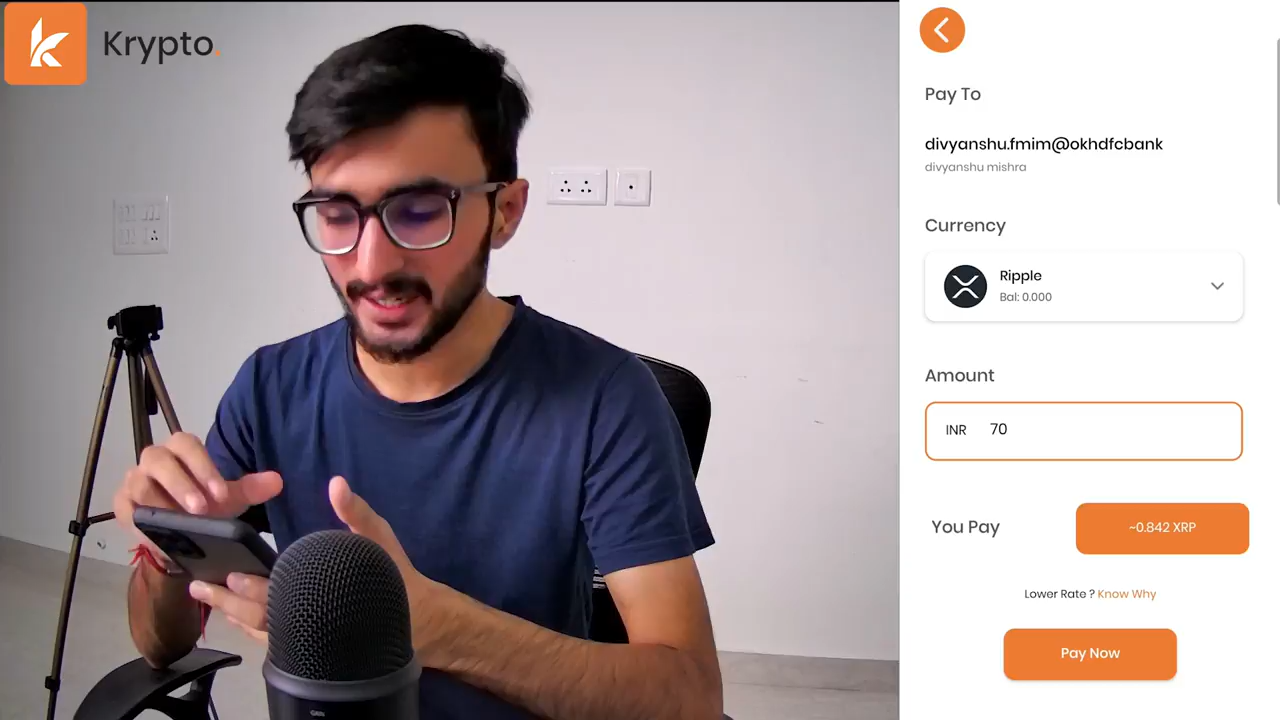 Krypto.
Pay To
divyanshu.fmim@okhdfcbank
divyanshu mishra
Currency
Ripple
Bal: 0.000
Amount
INR 70
You Pay
~0.842 XRP
Lower Rate ? Know Why
Pay Now